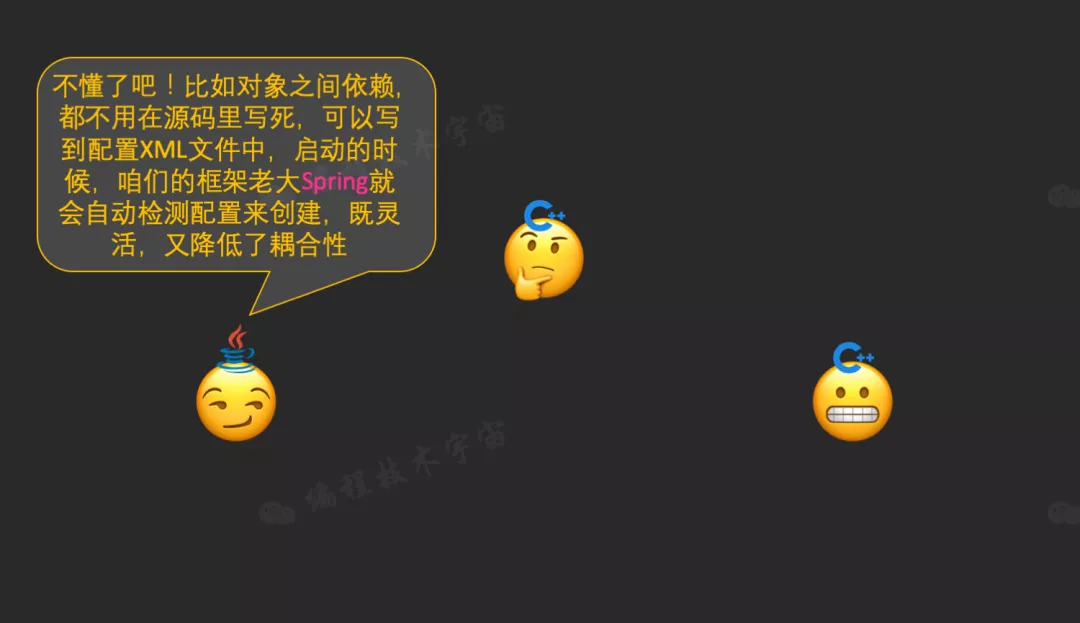 不懂了吧！比如对象之间依赖,
都不用在源码里写死，可以写
到配置XML文件中，启动的时
候，咱们的框架老大Spring就
会自动检测配置来创建，既灵
活，又降低了耦合性
C++
C++
编程技术宇宙